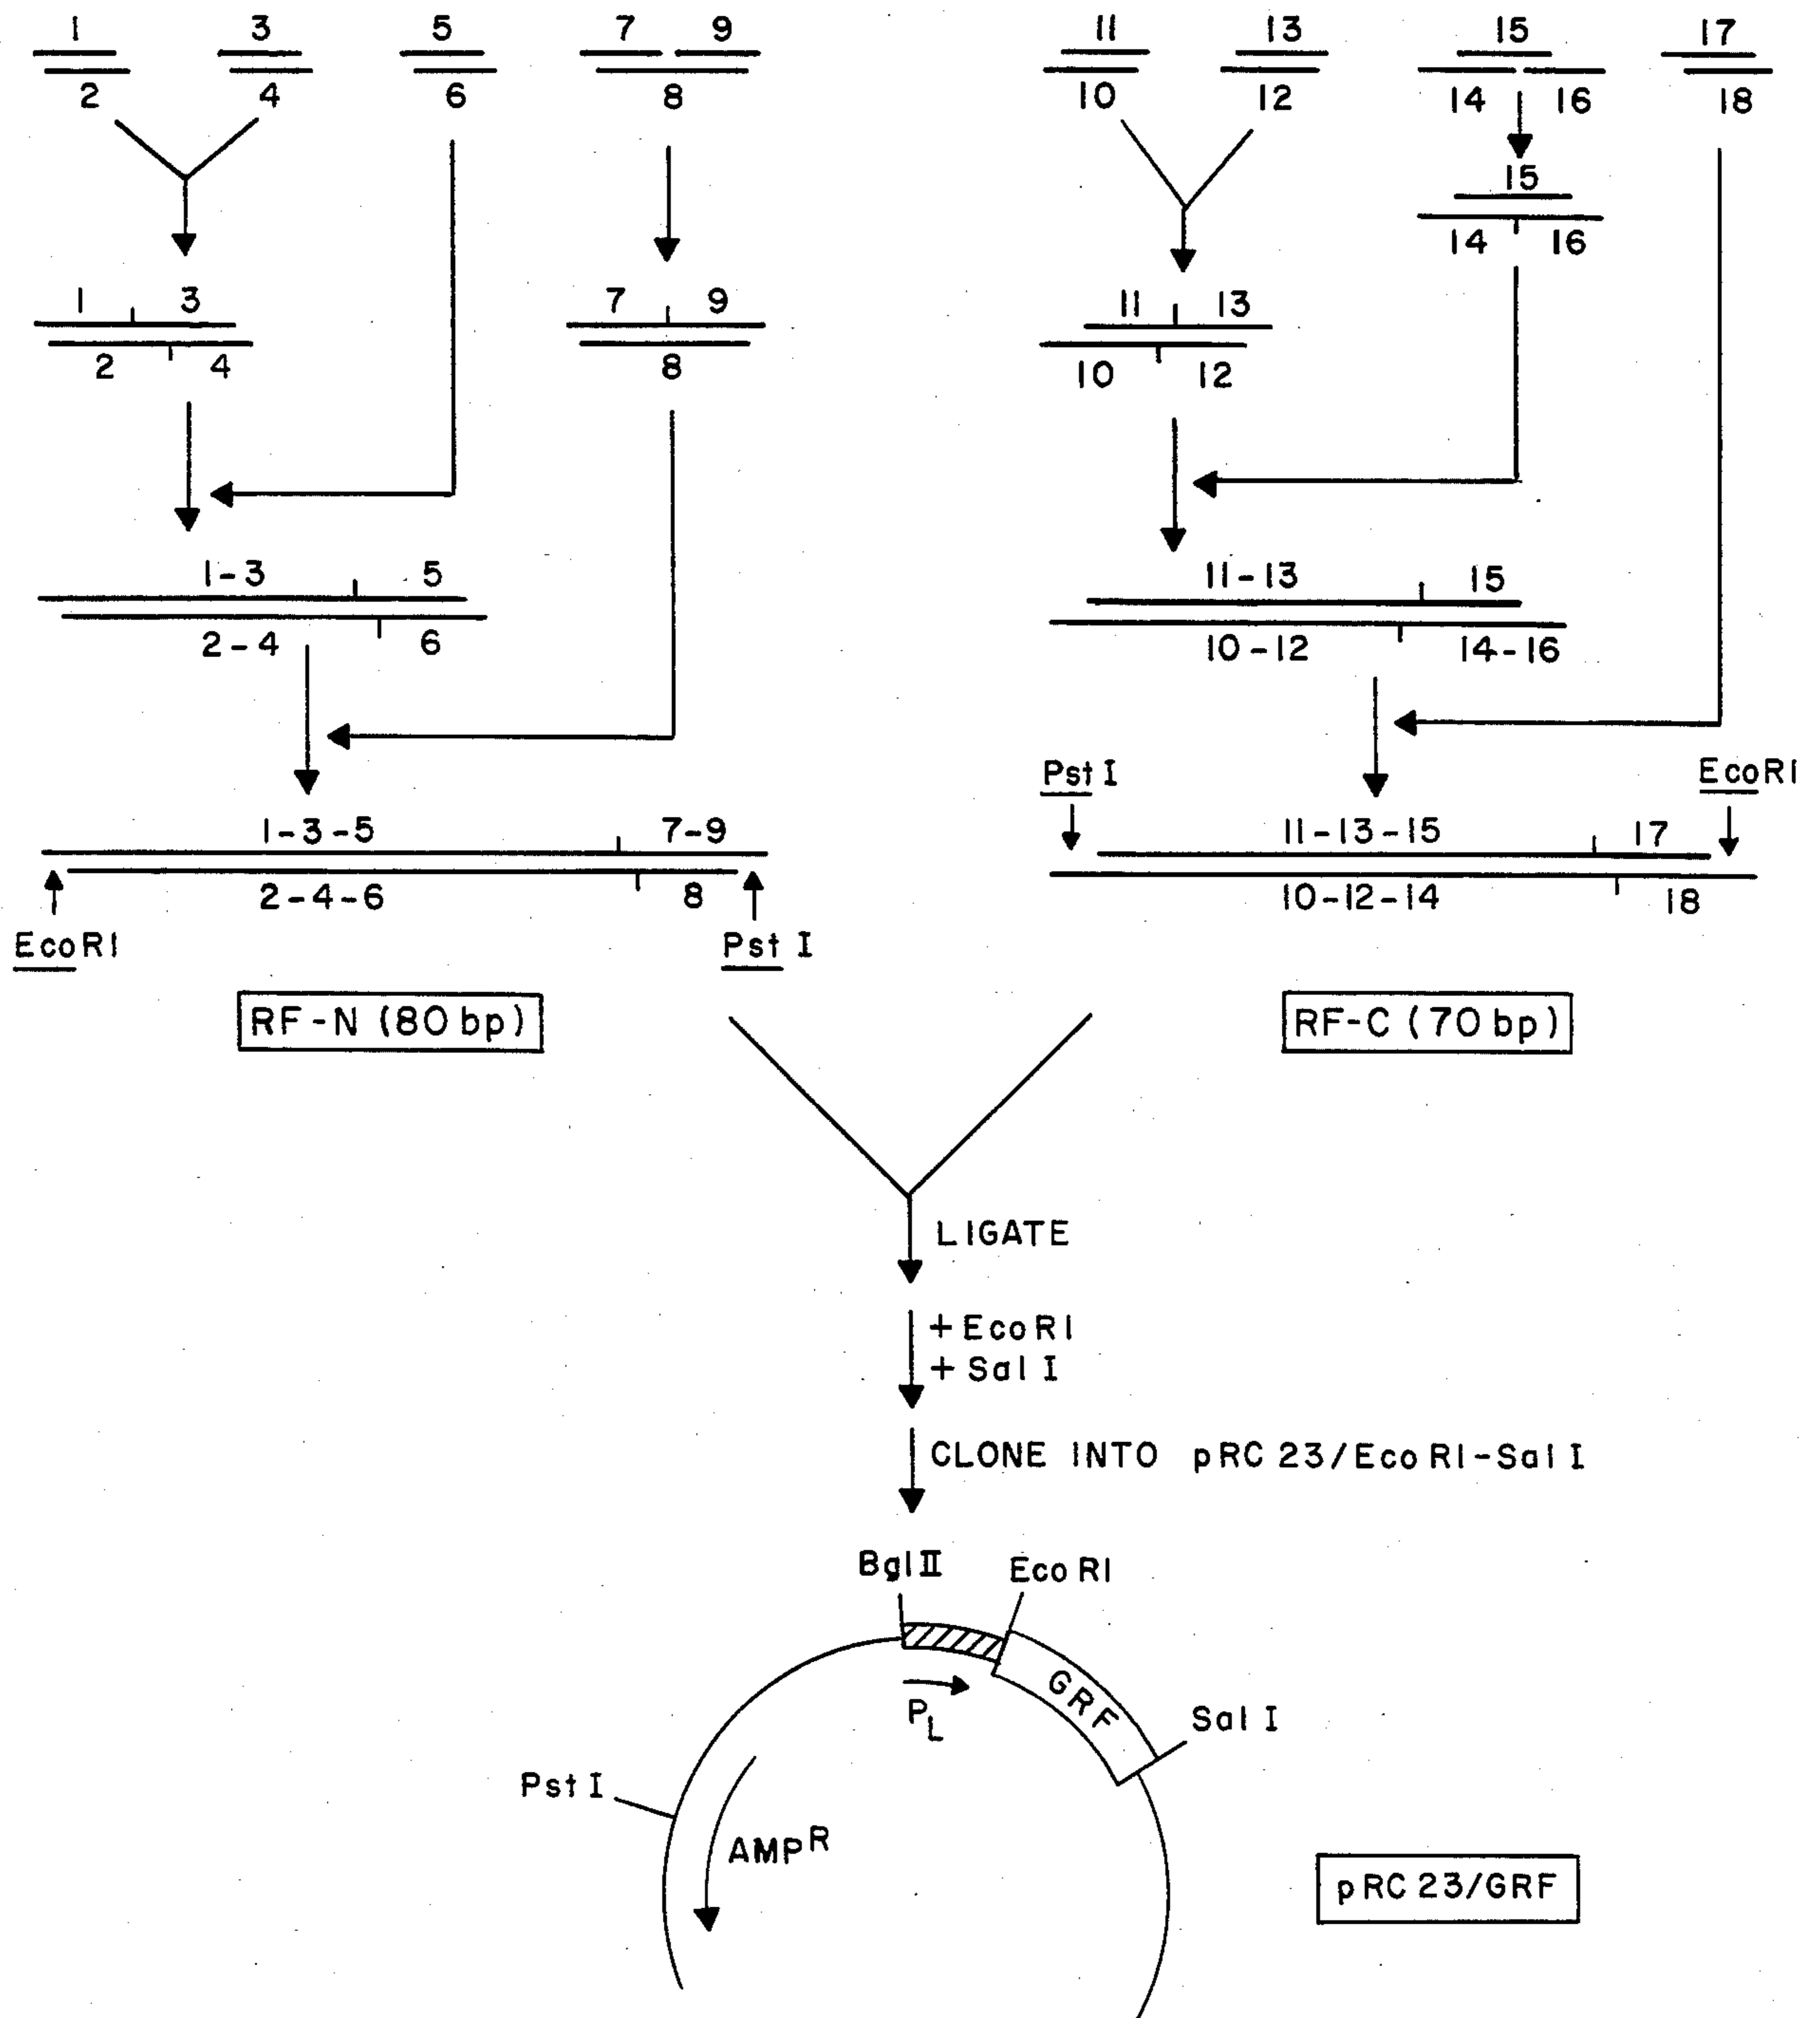 1 3 5 7 9 11 13 15 17
2 4 6 8 10 12 14 16 18
15
14 16
1 3 7 9 11 13
2 4 8 10 12
1-3 5 11-13 15
2-4 6 10-12 14-16
Pst I EcoRI
1-3-5 7-9 11-13-15 17
2-4-6 8 10-12-14 18
EcoRI Pst I
RF-N (80 bp) RF-C (70 bp)
LIGATE
+ EcoRI
+ Sal I
CLONE INTO pRC 23/EcoRI-Sal I
Bgl II EcoRI
GRF
PL
Sal I
Pst I
AMPR
pRC 23/GRF